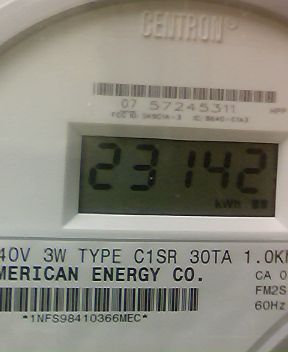 CENTRON®
07 57245311
23142
kWh
40V 3W TYPE C1SR 30TA 1.0K
MERICAN ENERGY CO.
CA 0
FM2S
60Hz
*1NFS98410366MEC*